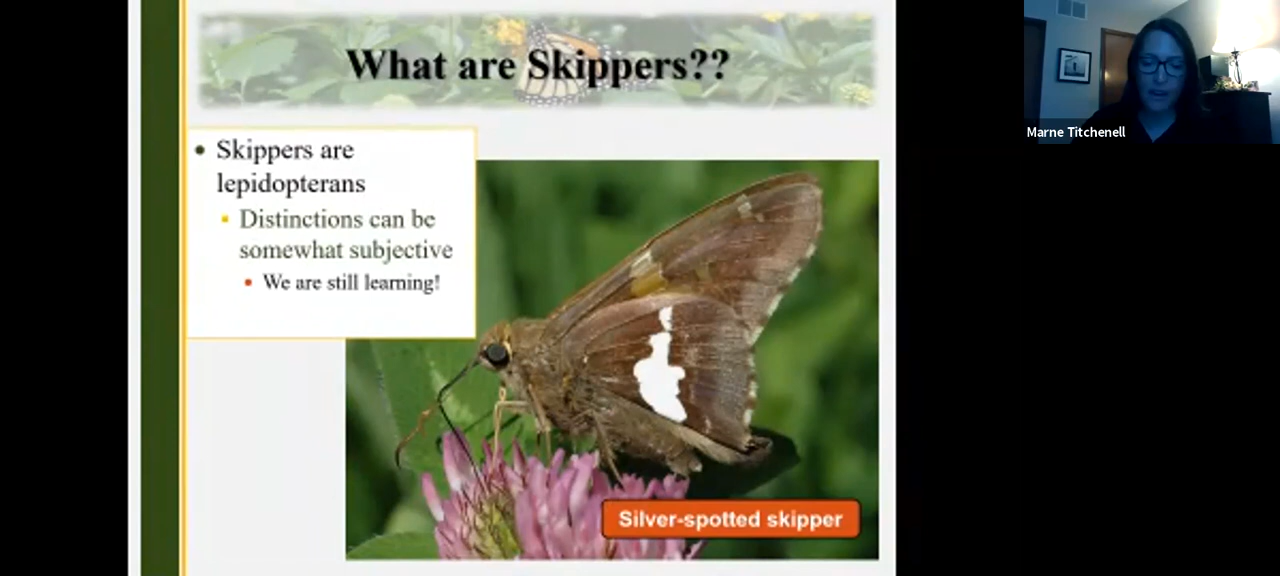 What are Skippers??
Marne Titchenell
Skippers are
lepidopterans
Distinctions can be
somewhat subjective
We are still learning!
Silver-spotted skipper